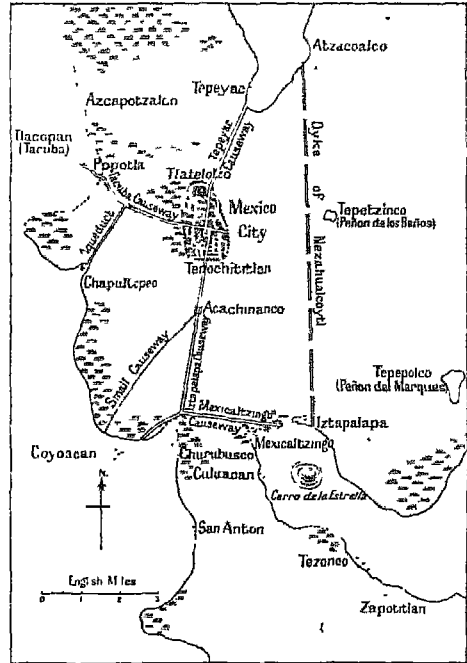 Atzacoalco
Tepeyac
Azcapotzalco
Tepeyac
Causeway
Tlacopan
(Tacuba)
Popotla
Tlatelolco
Tacuba Causeway
Mexico
City
Dyke of Nezahualcoytl
Tepetzinco
(Peñon de los Baños)
Aqueduct
Tenochtitlan
Chapultepec
Acachinanco
Small Causeway
Iztapalapa Causeway
Tepepolco
(Peñon del Marques)
Mexicaltzingo
Causeway
Iztapalapa
Mexicaltzingo
Coyoacan
Churubusco
Culuacan
Cerro de la Estrella
N.
San Anton
Tezonco
English Miles
0 1 2 3
Zapotitlan